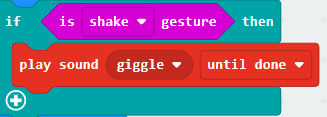 if is shake gesture then
play sound giggle until done